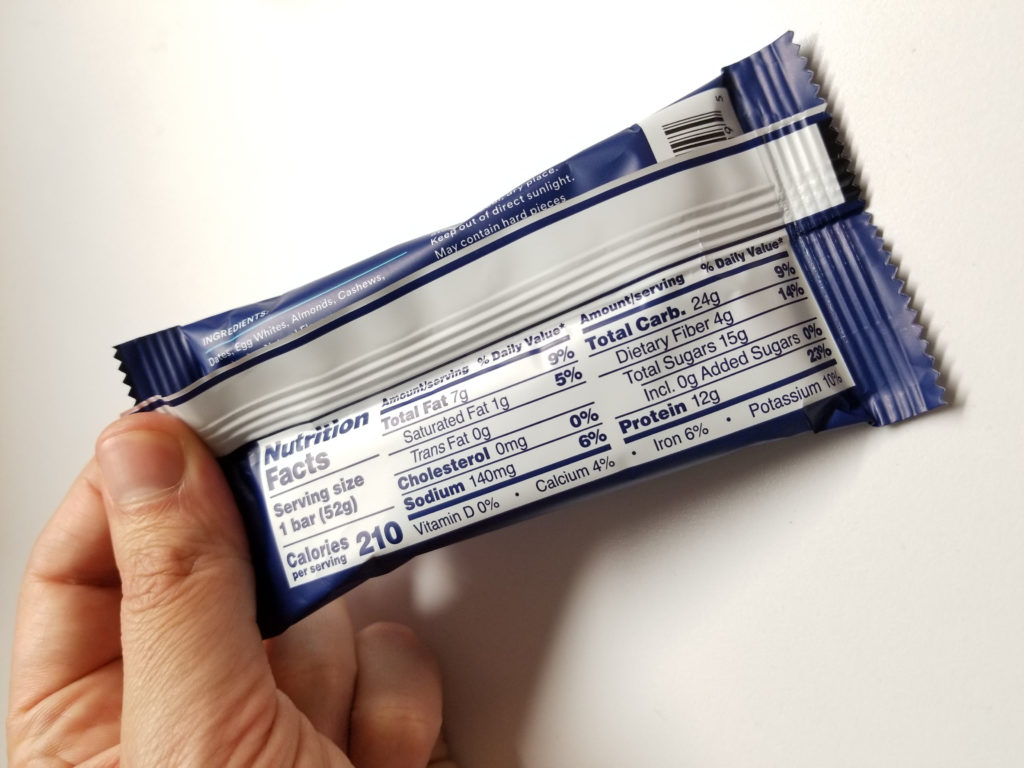 INGREDIENTS:
Dates, Egg Whites, Almonds, Cashews,
dry place.
Keep out of direct sunlight.
May contain hard pieces
5
Nutrition
Facts
Serving size
1 bar (52g)
Calories 210
per serving
Amount/serving % Daily Value*
Total Fat 7g 9%
Saturated Fat 1g 5%
Trans Fat 0g
Cholesterol 0mg 0%
Sodium 140mg 6%
Amount/serving % Daily Value*
Total Carb. 24g 9%
Dietary Fiber 4g 14%
Total Sugars 15g
Incl. 0g Added Sugars 0%
Protein 12g 23%
Vitamin D 0% • Calcium 4% • Iron 6% • Potassium 10%